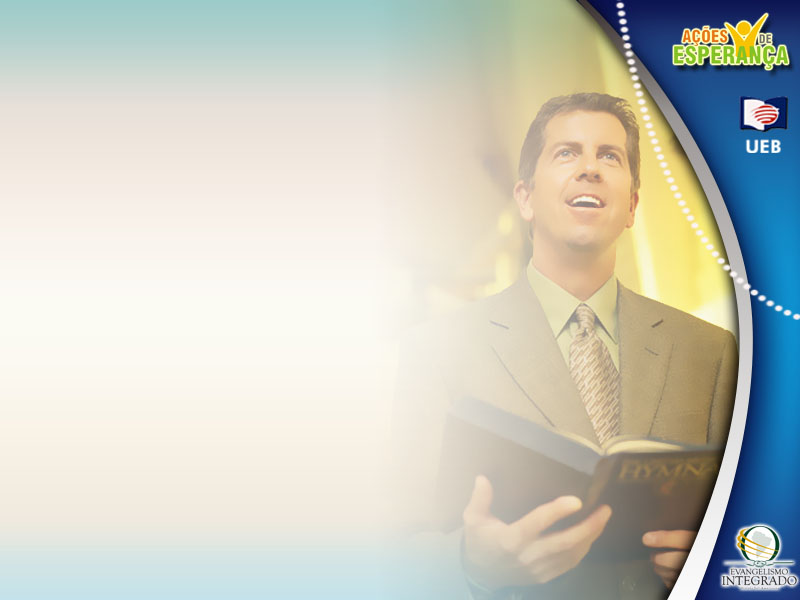 AÇÕES DE
ESPERANÇA
UEB
HYMN
EVANGELISMO
INTEGRADO